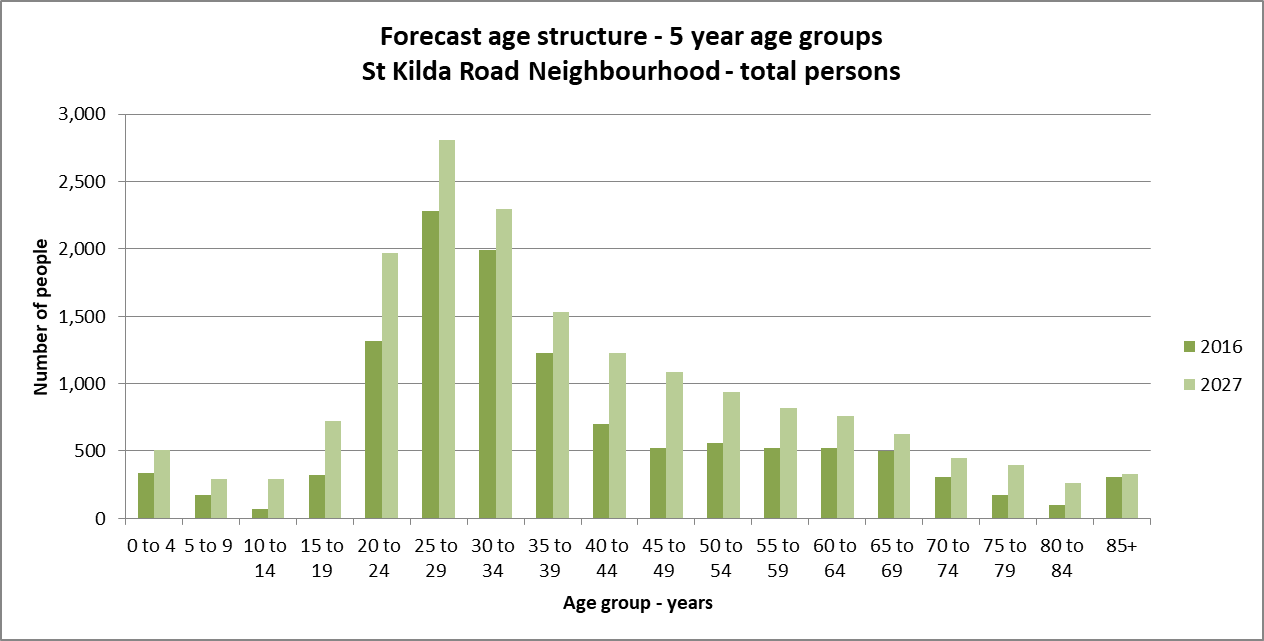 Forecast age structure - 5 year age groups
St Kilda Road Neighbourhood - total persons
3,000
2,500
2,000
1,500
1,000
500
0
Number of people
0 to 4 5 to 9 10 to 15 to 20 to 25 to 30 to 35 to 40 to 45 to 50 to 55 to 60 to 65 to 70 to 75 to 80 to 85+
14 19 24 29 34 39 44 49 54 59 64 69 74 79 84
Age group - years
2016
2027